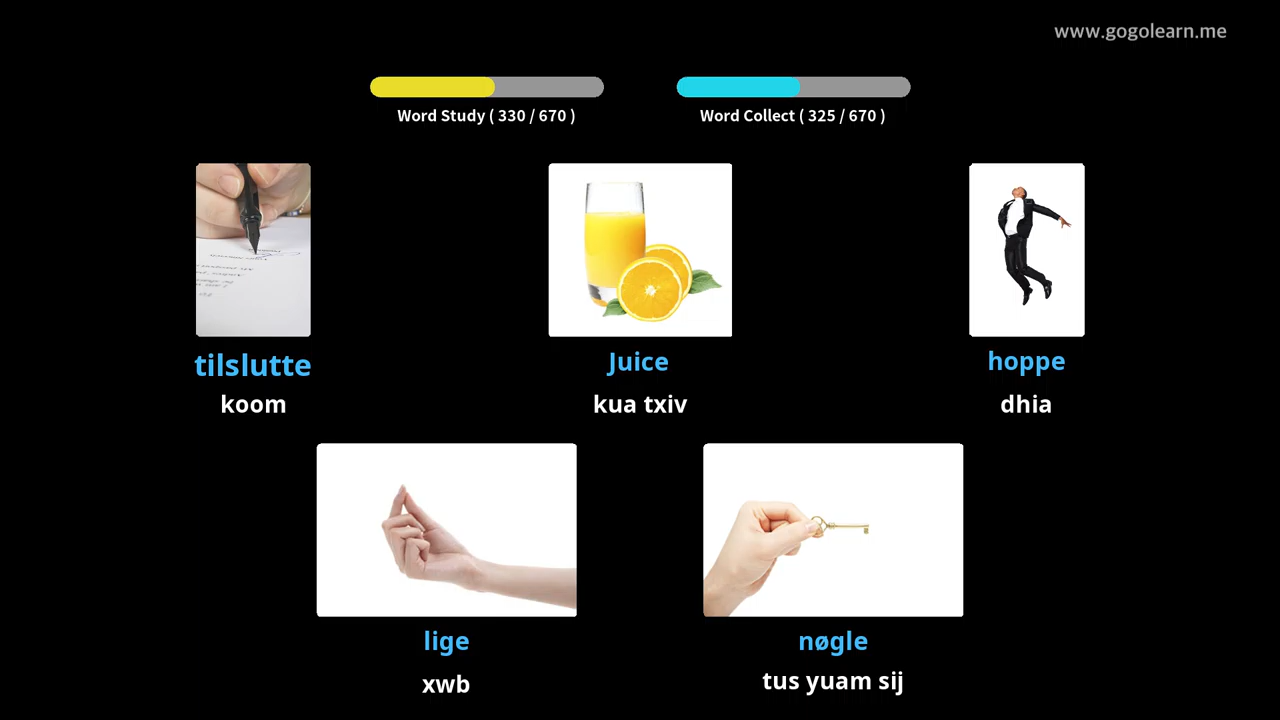 www.gogolearn.me
Word Study ( 330 / 670 )
Word Collect ( 325 / 670 )
tilslutte
Juice
hoppe
koom
kua txiv
dhia
lige
nøgle
xwb
tus yuam sij